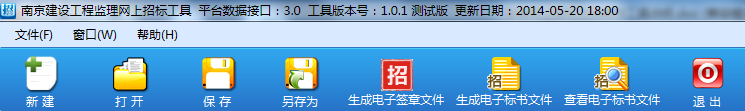 招 南京建设工程监理网上招标工具 平台数据接口：3.0 工具版本号：1.0.1 测试版 更新日期：2014-05-20 18:00
文件(F) 窗口(W) 帮助(H)
招
新 建 打 开 保 存 另存为 生成电子签章文件 生成电子标书文件 查看电子标书文件 退 出